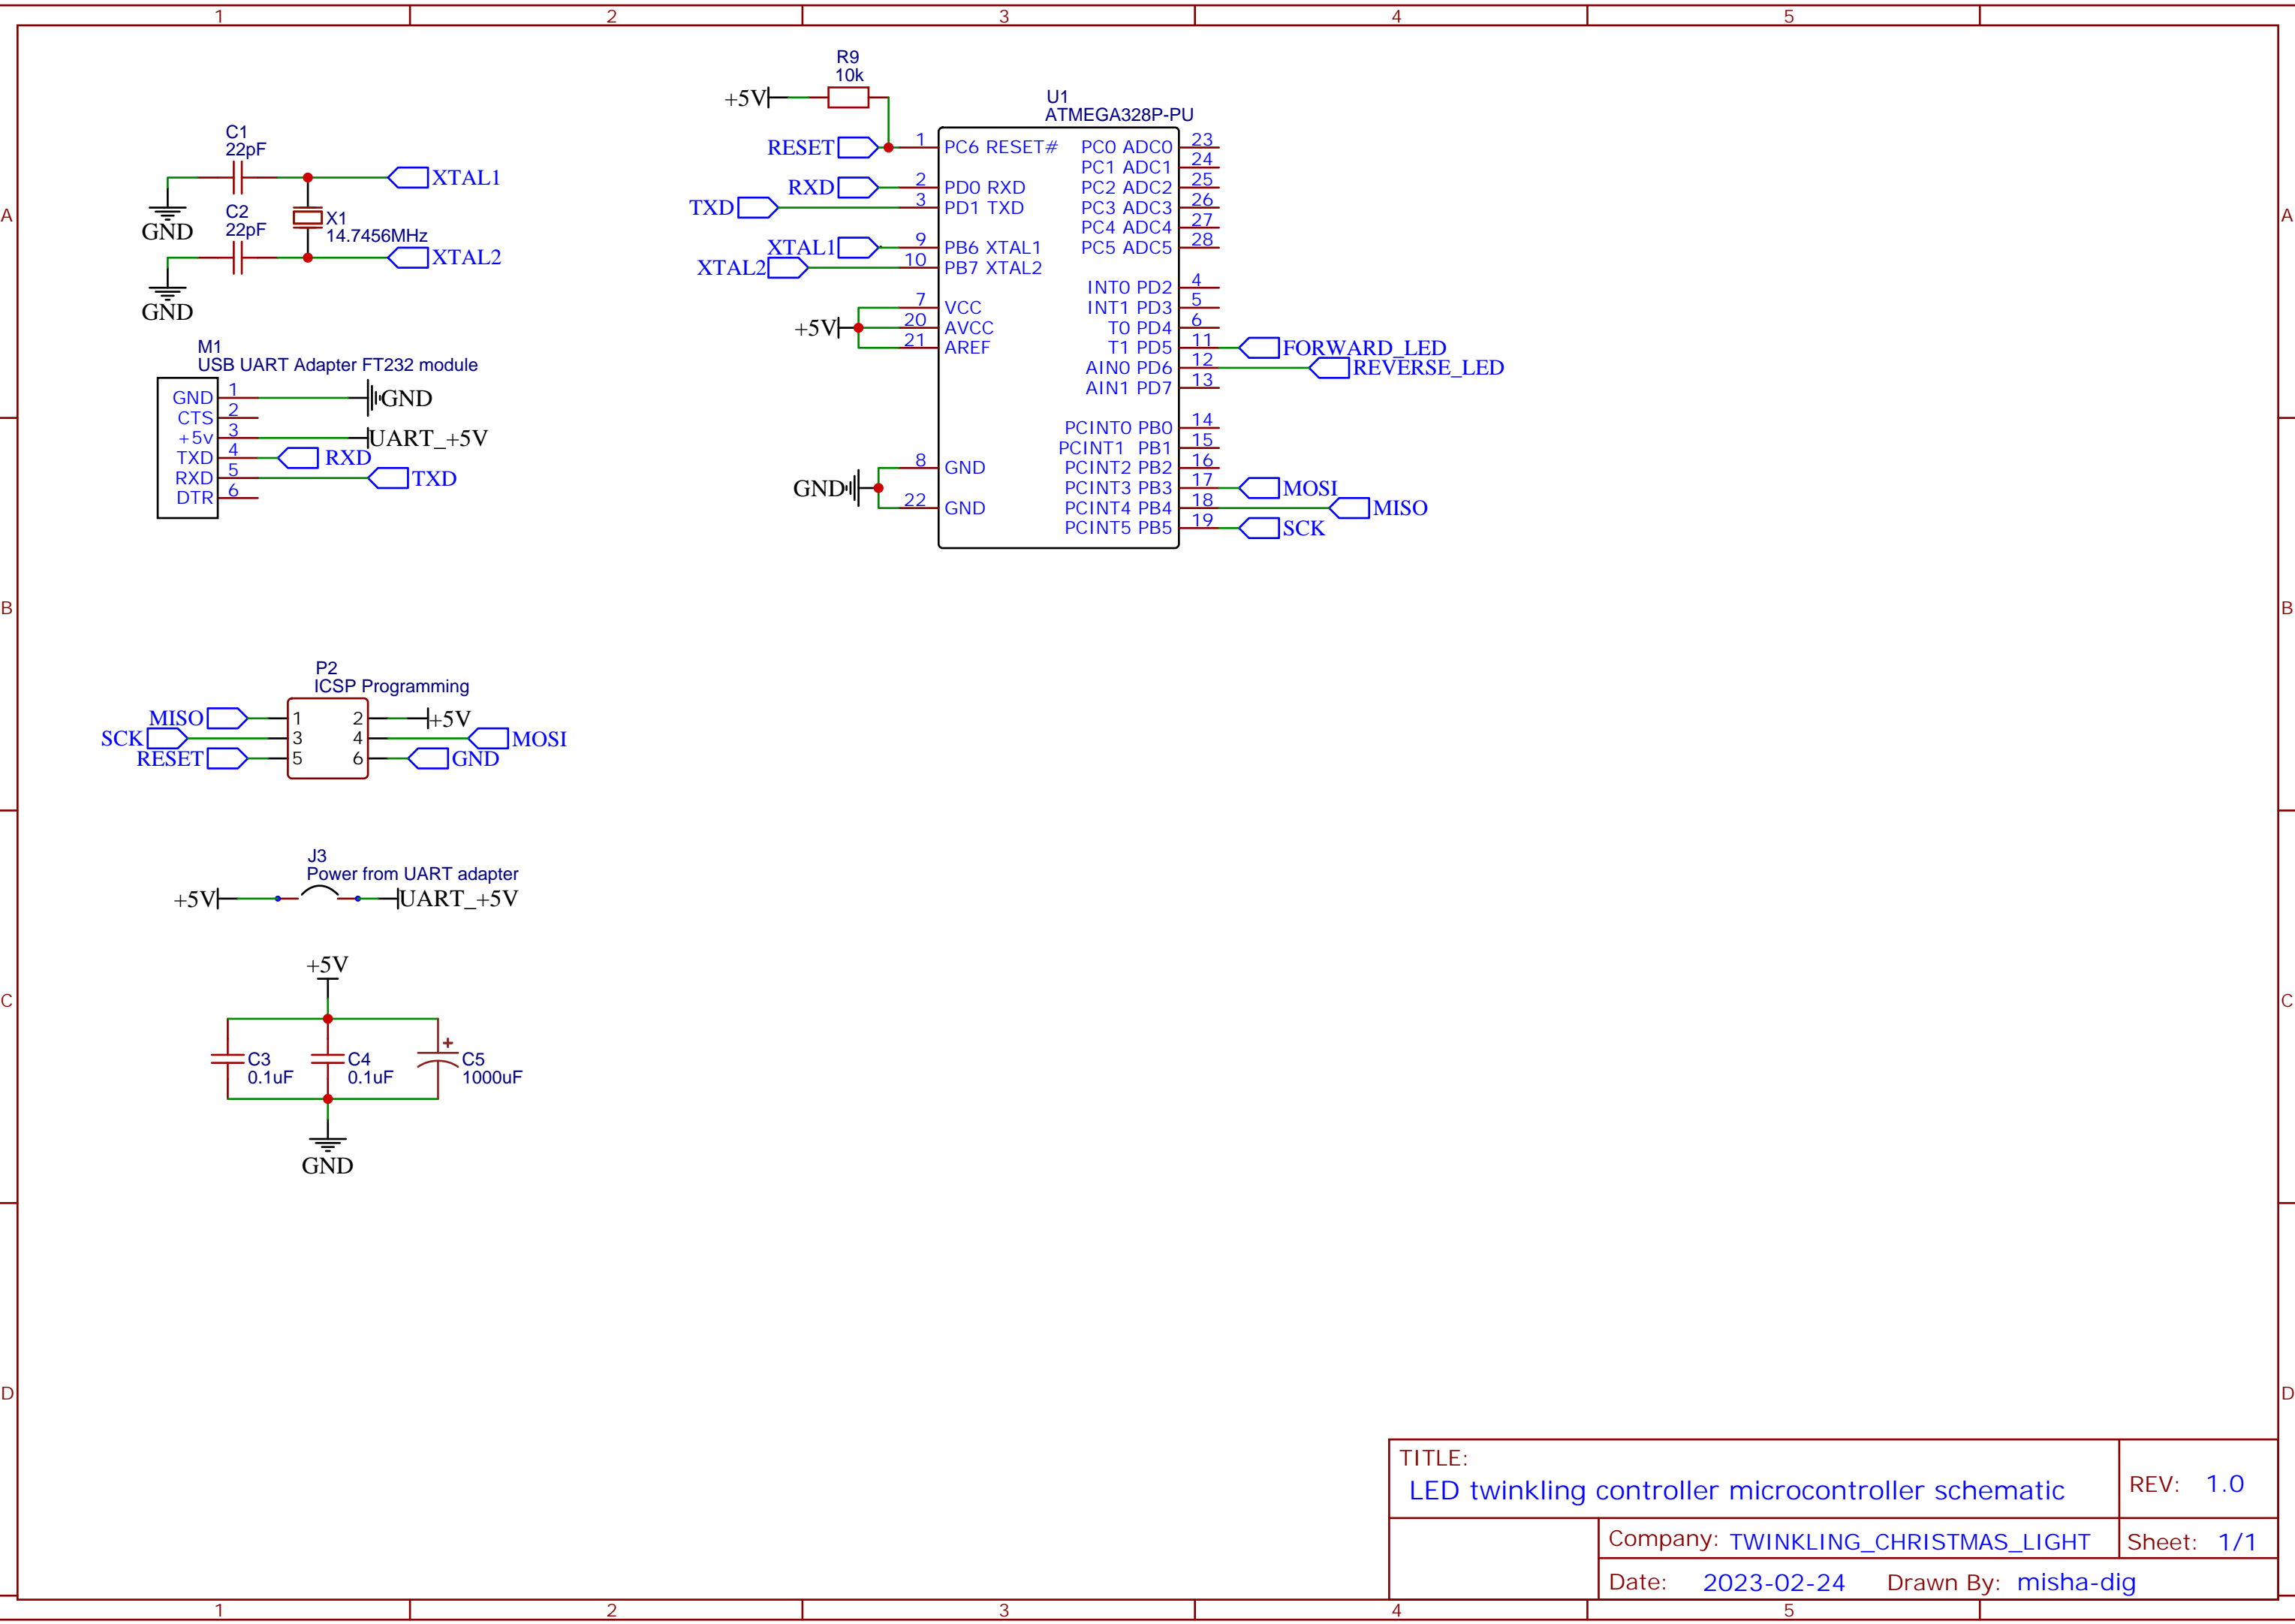 1 2 3 4 5
A
B
C
D
A
B
C
D
1 2 3 4 5
C1
22pF
XTAL1
GND
C2
22pF
X1
14.7456MHz
XTAL2
GND
M1
USB UART Adapter FT232 module
GND 1 GND
CTS 2
+5v 3 UART_+5V
TXD 4 RXD
RXD 5 TXD
DTR 6
P2
ICSP Programming
MISO 1 2 +5V
SCK 3 4 MOSI
RESET 5 6 GND
J3
Power from UART adapter
+5V UART_+5V
+5V
C3
0.1uF
C4
0.1uF
C5
1000uF
+
GND
R9
10k
+5V
U1
ATMEGA328P-PU
RESET 1 PC6 RESET# PC0 ADC0 23
PC1 ADC1 24
RXD 2 PD0 RXD PC2 ADC2 25
TXD 3 PD1 TXD PC3 ADC3 26
PC4 ADC4 27
XTAL1 9 PB6 XTAL1 PC5 ADC5 28
XTAL2 10 PB7 XTAL2
INT0 PD2 4
7 VCC INT1 PD3 5
+5V 20 AVCC T0 PD4 6
21 AREF T1 PD5 11 FORWARD_LED
AIN0 PD6 12 REVERSE_LED
AIN1 PD7 13
PCINT0 PB0 14
PCINT1 PB1 15
8 GND PCINT2 PB2 16
GND PCINT3 PB3 17 MOSI
22 GND PCINT4 PB4 18 MISO
PCINT5 PB5 19 SCK
TITLE:
LED twinkling controller microcontroller schematic
REV: 1.0
Company: TWINKLING_CHRISTMAS_LIGHT
Sheet: 1/1
Date: 2023-02-24 Drawn By: misha-dig